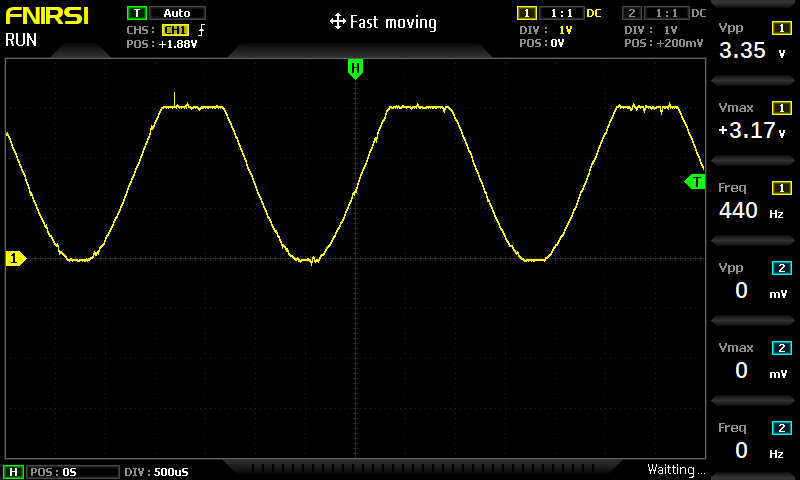 FNIRSI
RUN
T Auto
CHS: CH1
POS: +1.88V
Fast moving
1 1:1 DC
DIV: 1V
POS: 0V
2 1:1 DC
DIV: 1V
POS: +200mV
H
T
1
Vpp 1
3.35 V
Vmax 1
+3.17 V
Freq 1
440 Hz
Vpp 2
0 mV
Vmax 2
0 mV
Freq 2
0 Hz
H POS: 0S DIV: 500uS
Waitting...